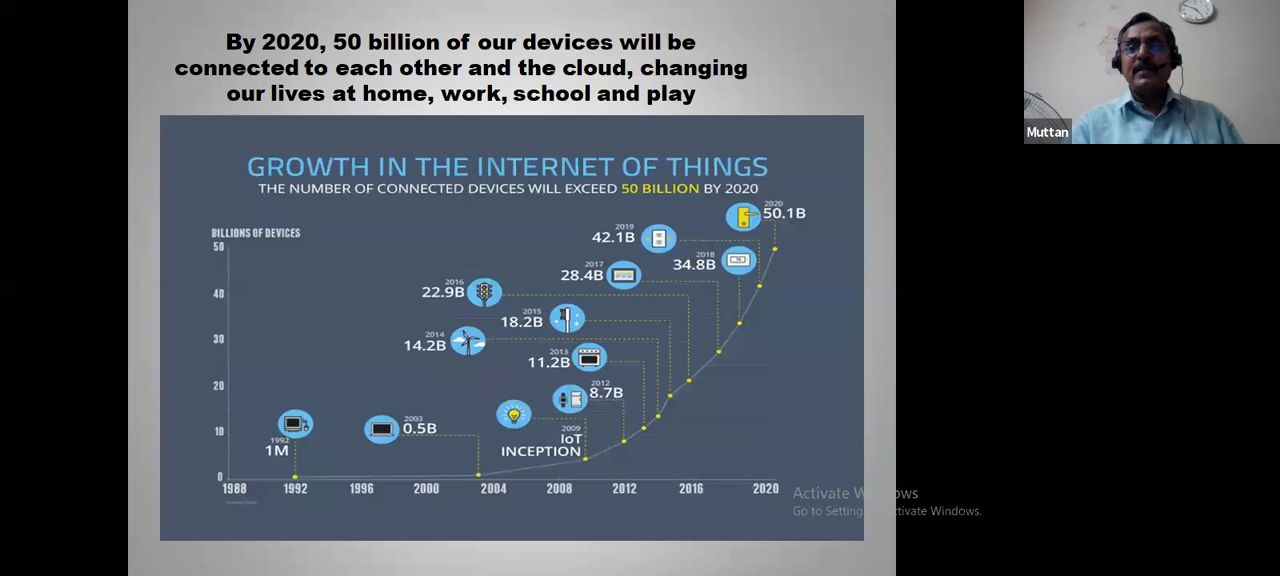 By 2020, 50 billion of our devices will be
connected to each other and the cloud, changing
our lives at home, work, school and play
Muttan
GROWTH IN THE INTERNET OF THINGS
THE NUMBER OF CONNECTED DEVICES WILL EXCEED 50 BILLION BY 2020
BILLIONS OF DEVICES
50
40
30
20
10
0
2020
50.1B
2019
42.1B
2018
34.8B
2017
28.4B
2016
22.9B
2015
18.2B
2014
14.2B
2013
11.2B
2012
8.7B
2009
IoT
INCEPTION
2003
0.5B
1992
1M
1988 1992 1996 2000 2004 2008 2012 2016 2020
Activate Windows
Go to Setting Activate Windows.